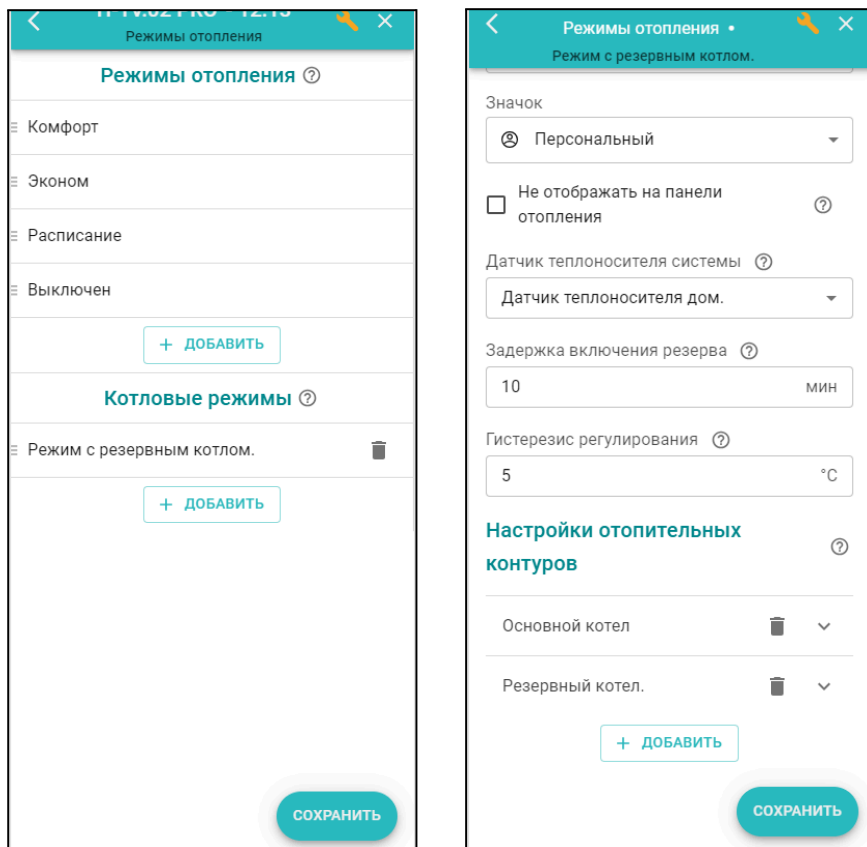 Режимы отопления
Режимы отопления
Комфорт
Эконом
Расписание
Выключен
+ ДОБАВИТЬ
Котловые режимы
Режим с резервным котлом.
+ ДОБАВИТЬ
СОХРАНИТЬ
Режимы отопления •
Режим с резервным котлом.
Значок
Персональный
Не отображать на панели
отопления
Датчик теплоносителя системы
Датчик теплоносителя дом.
Задержка включения резерва
10 мин
Гистерезис регулирования
5 °C
Настройки отопительных
контуров
Основной котел
Резервный котел.
+ ДОБАВИТЬ
СОХРАНИТЬ